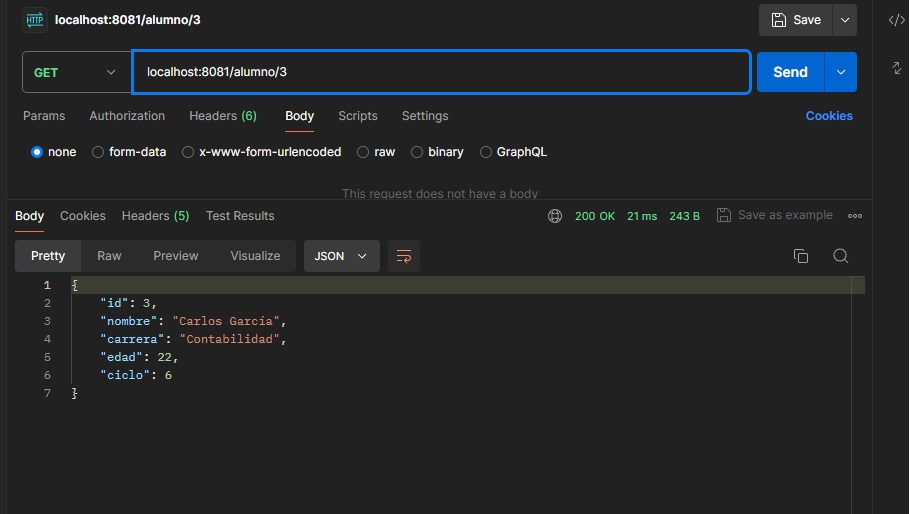 HTTP localhost:8081/alumno/3 Save </>
GET localhost:8081/alumno/3 Send
Params Authorization Headers (6) Body Scripts Settings Cookies
none form-data x-www-form-urlencoded raw binary GraphQL
This request does not have a body
Body Cookies Headers (5) Test Results 200 OK 21 ms 243 B Save as example
Pretty Raw Preview Visualize JSON
1 {
2 "id": 3,
3 "nombre": "Carlos García",
4 "carrera": "Contabilidad",
5 "edad": 22,
6 "ciclo": 6
7 }